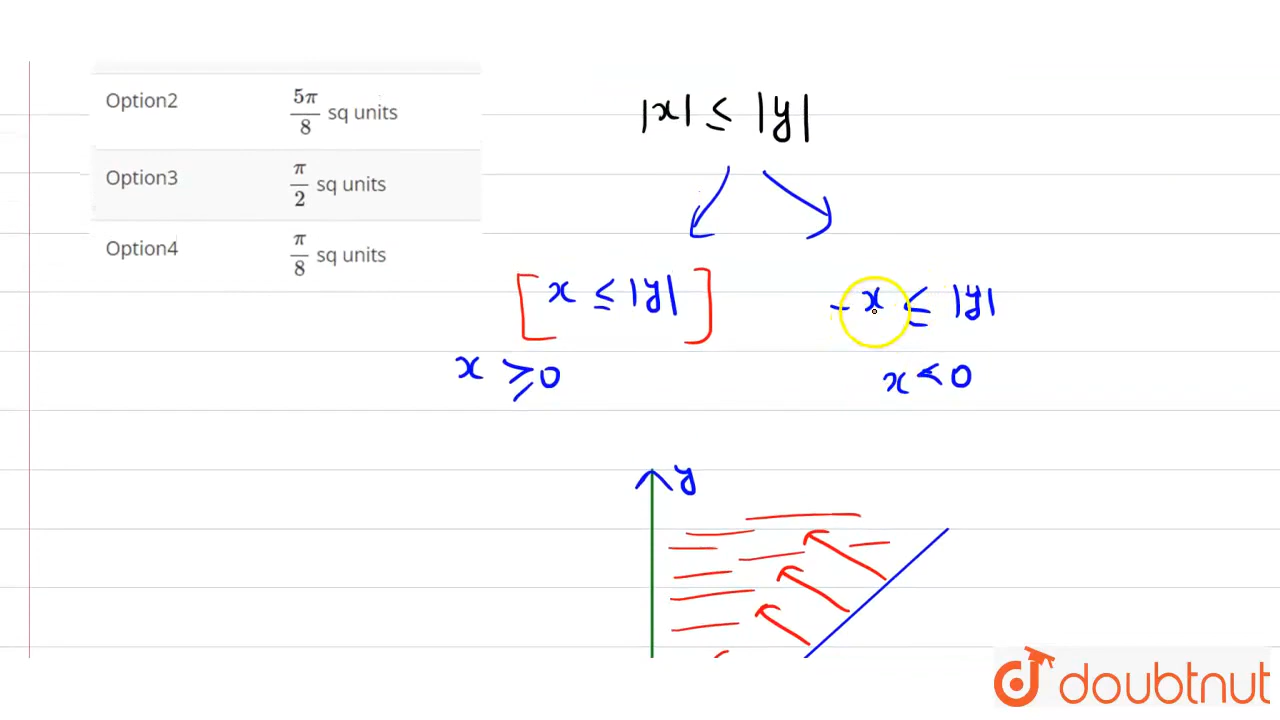 Option2 5π/8 sq units
|x| ≤ |y|
Option3 π/2 sq units
Option4 π/8 sq units
[x ≤ |y|] -x ≤ |y|
x ≥ 0 x < 0
y
doubtnut